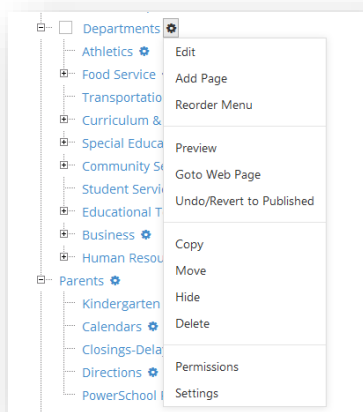 Departments
Athletics
Edit
Food Service
Add Page
Transportatio
Reorder Menu
Curriculum &
Special Educa
Preview
Community Se
Goto Web Page
Student Servi
Undo/Revert to Published
Educational T
Business
Copy
Human Resou
Move
Parents
Hide
Kindergarten
Calendars
Delete
Closings-Dela
Permissions
Directions
PowerSchool
Settings